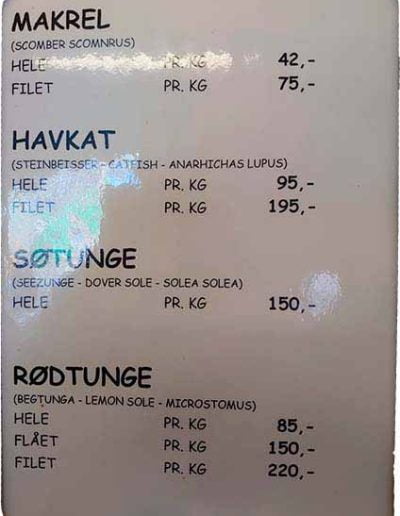 MAKREL
(SCOMBER SCOMNRUS)
HELE PR. KG 42,-
FILET PR. KG 75,-
HAVKAT
(STEINBEISSER - CATFISH - ANARHICHAS LUPUS)
HELE PR. KG 95,-
FILET PR. KG 195,-
SØTUNGE
(SEEZUNGE - DOVER SOLE - SOLEA SOLEA)
HELE PR. KG 150,-
RØDTUNGE
(BEGTUNGA - LEMON SOLE - MICROSTOMUS)
HELE PR. KG 85,-
FLÅET PR. KG 150,-
FILET PR. KG 220,-